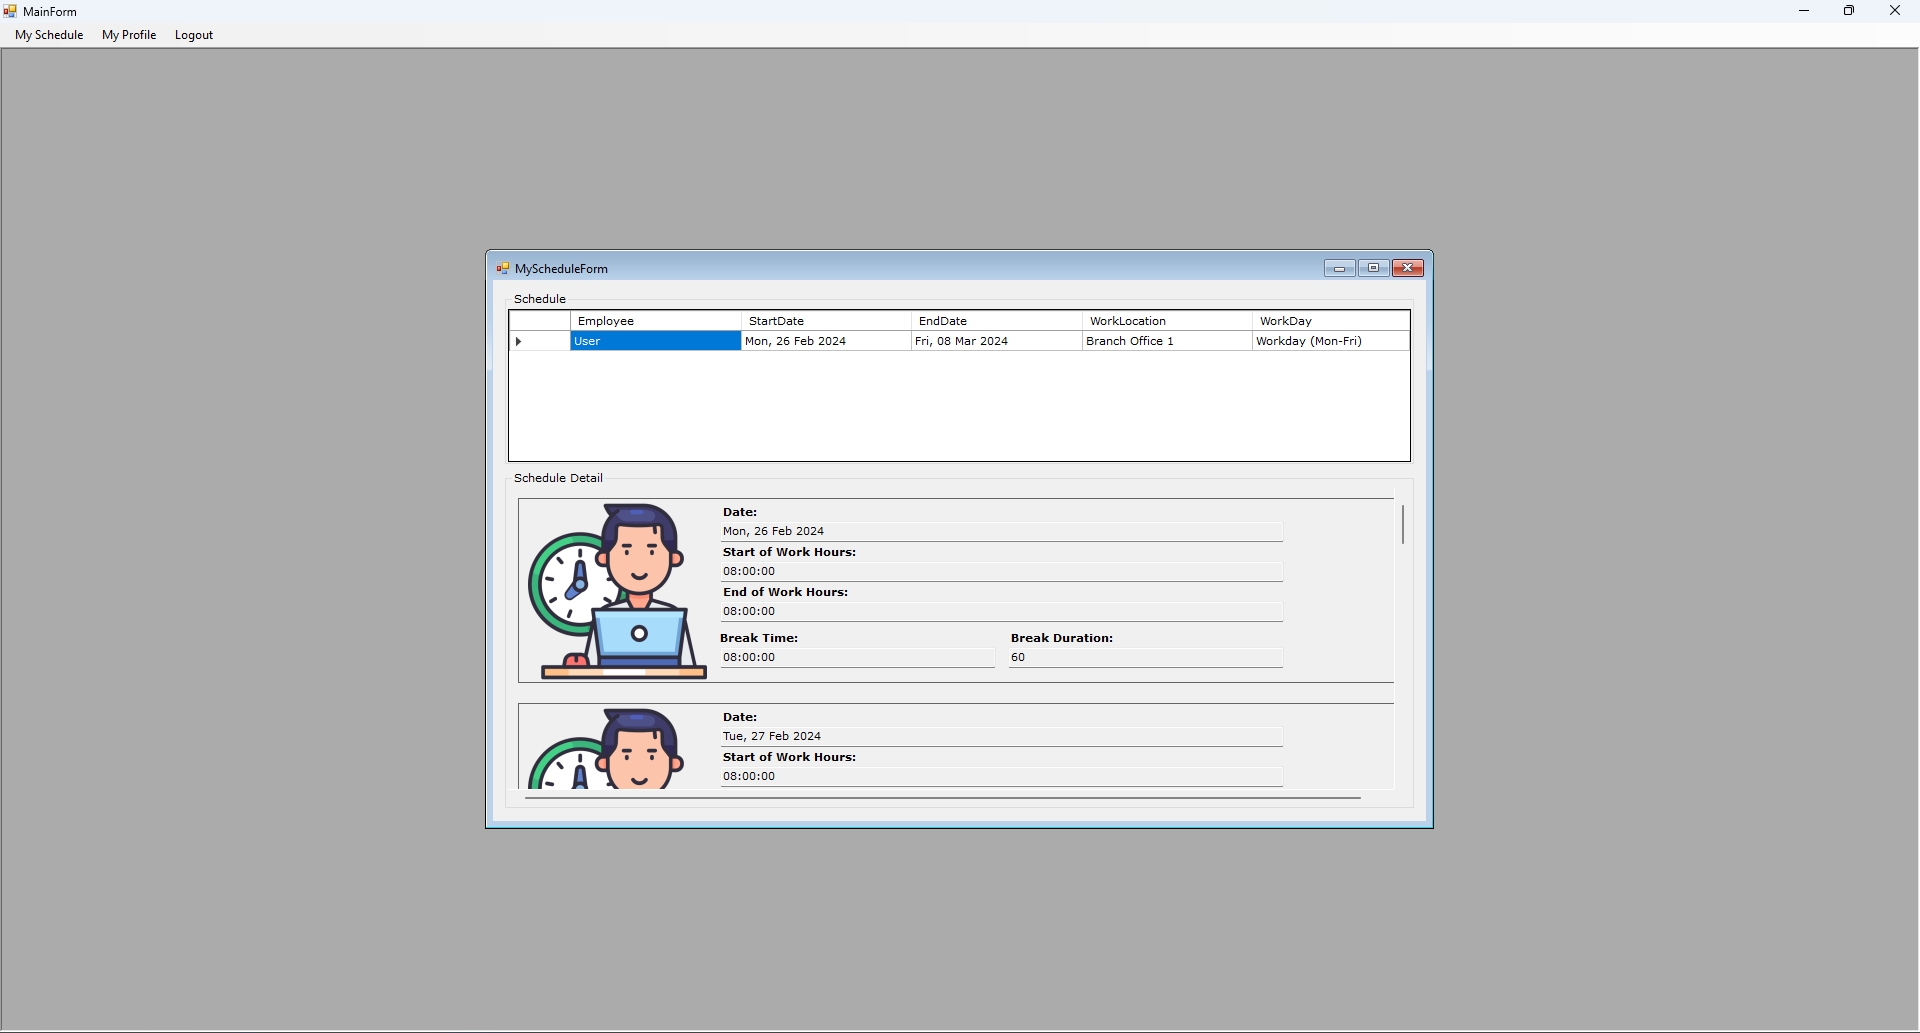 MainForm
My Schedule My Profile Logout
MyScheduleForm
Schedule
Employee StartDate EndDate WorkLocation WorkDay
User Mon, 26 Feb 2024 Fri, 08 Mar 2024 Branch Office 1 Workday (Mon-Fri)
Schedule Detail
Date:
Mon, 26 Feb 2024
Start of Work Hours:
08:00:00
End of Work Hours:
08:00:00
Break Time: Break Duration:
08:00:00 60
Date:
Tue, 27 Feb 2024
Start of Work Hours:
08:00:00